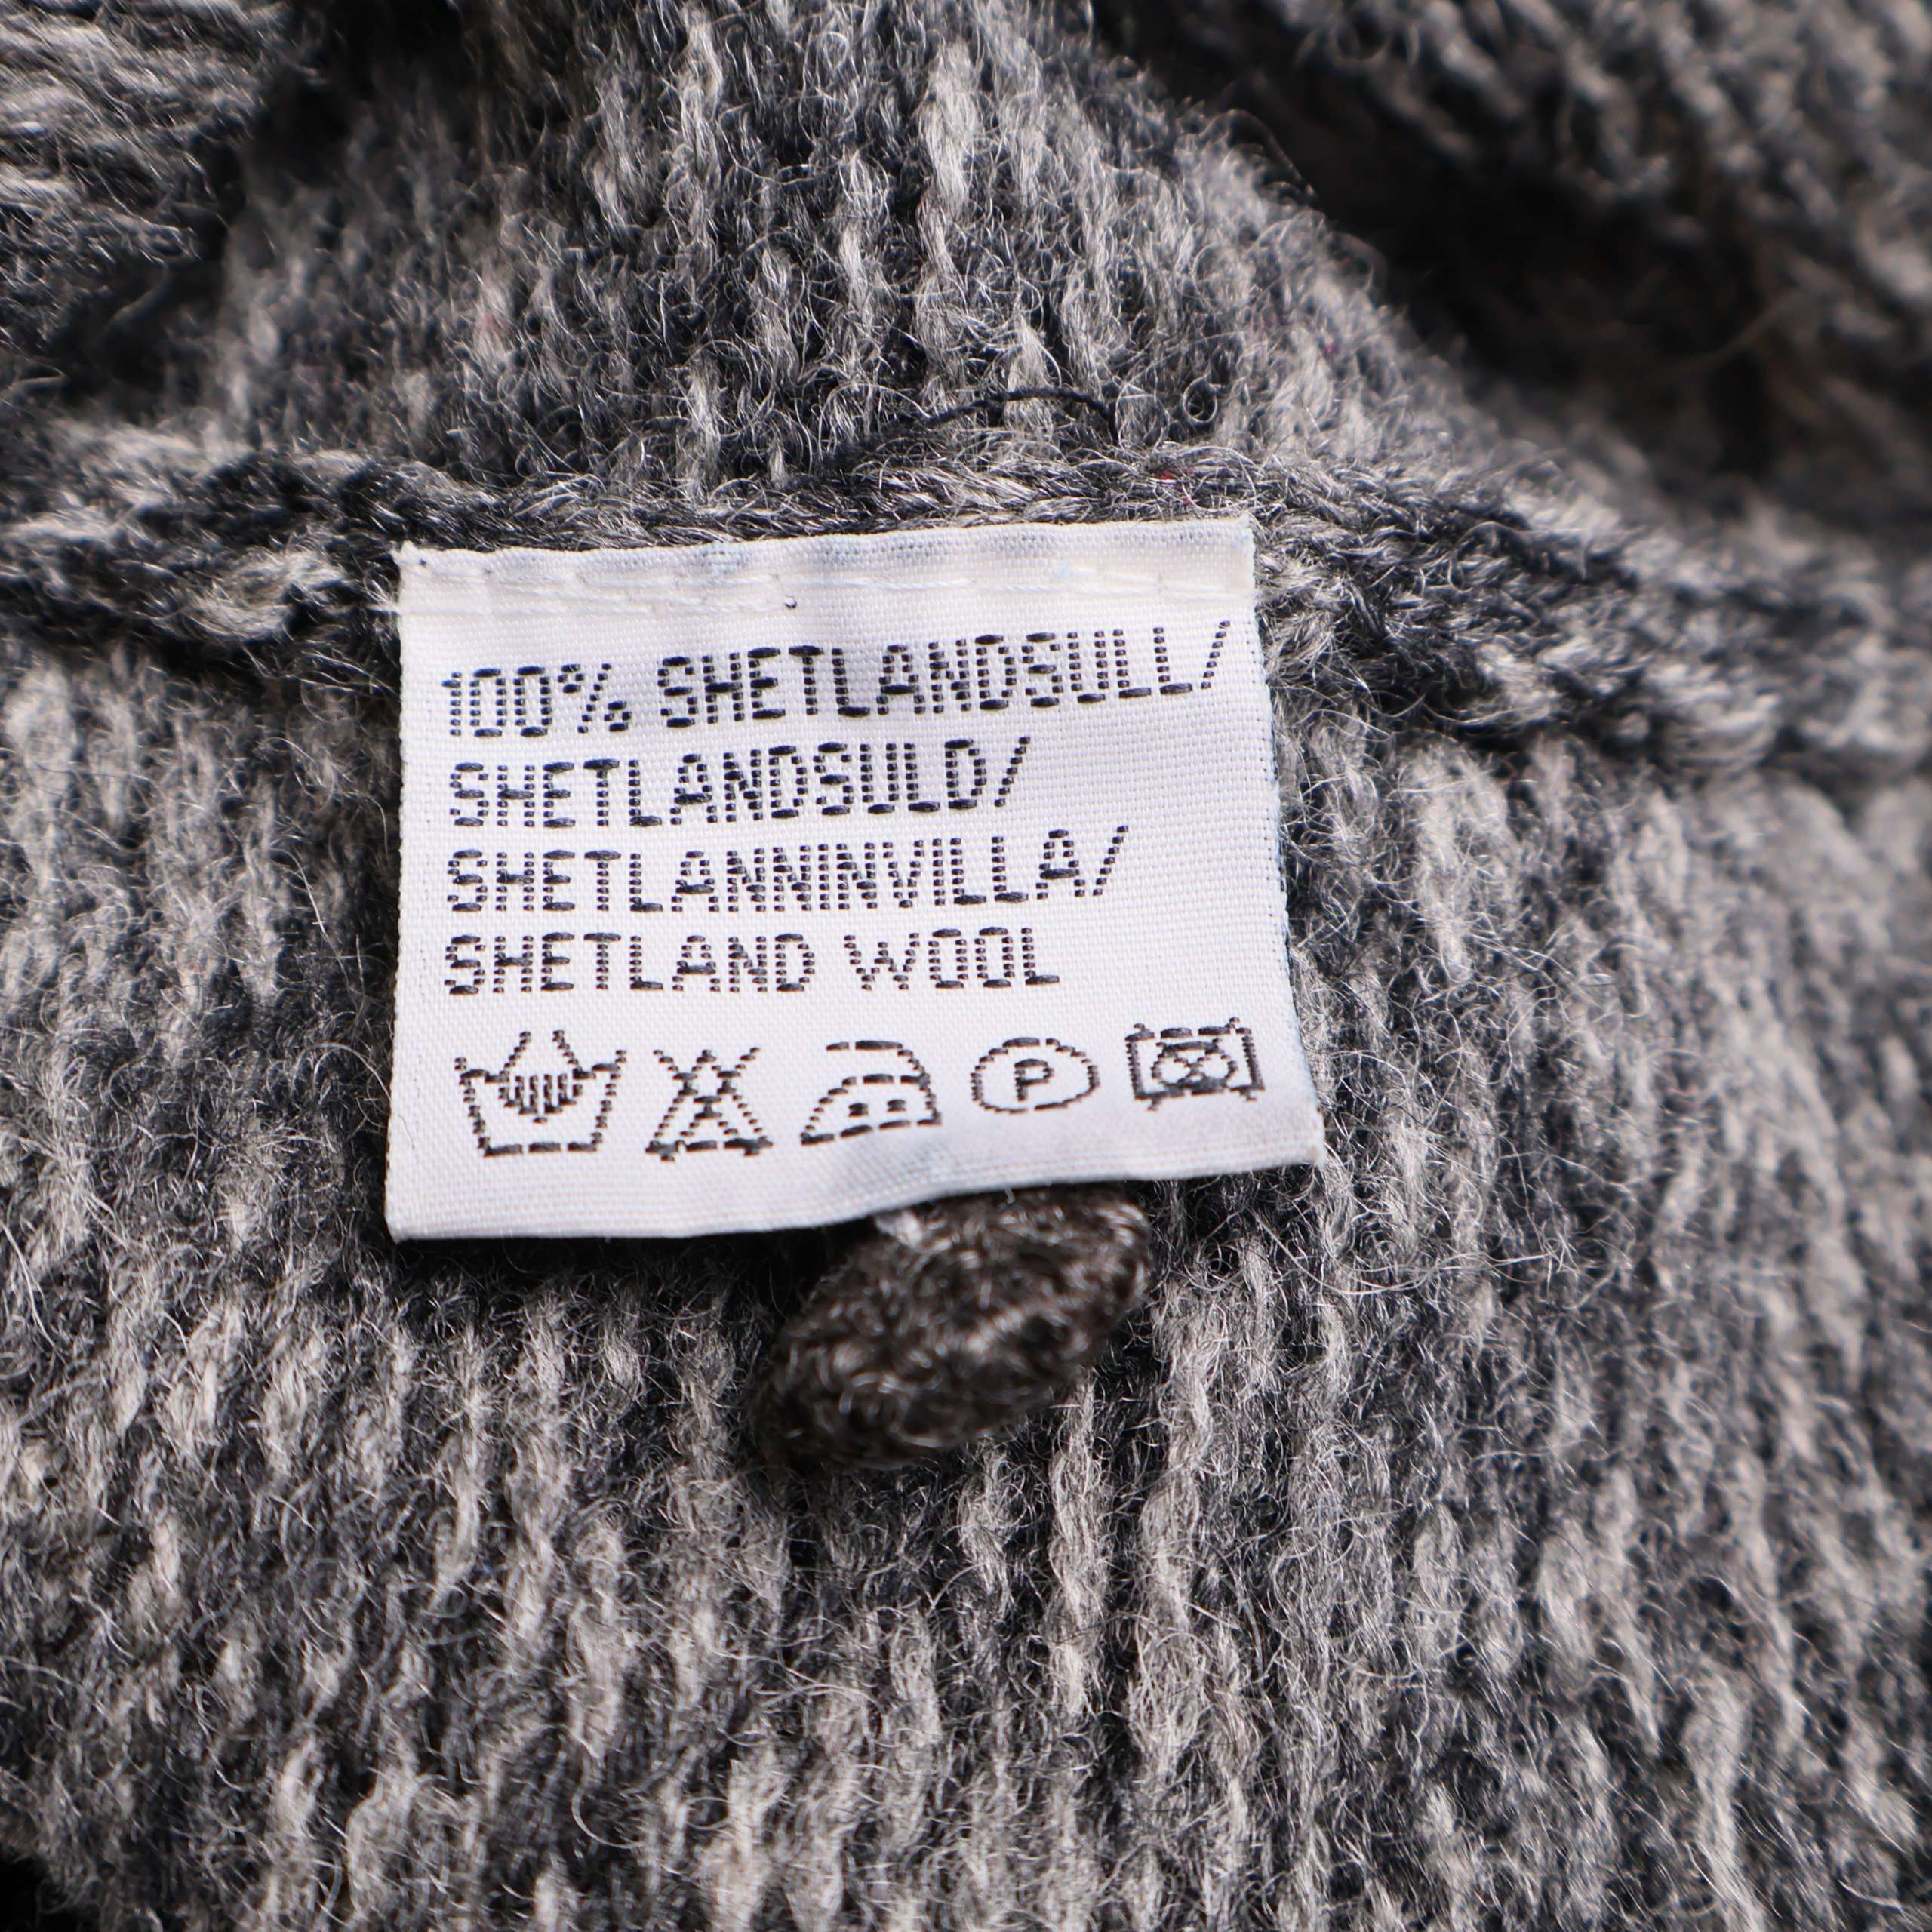 100% SHETLANDSULL/
SHETLANDSULD/
SHETLANNINVILLA/
SHETLAND WOOL
P